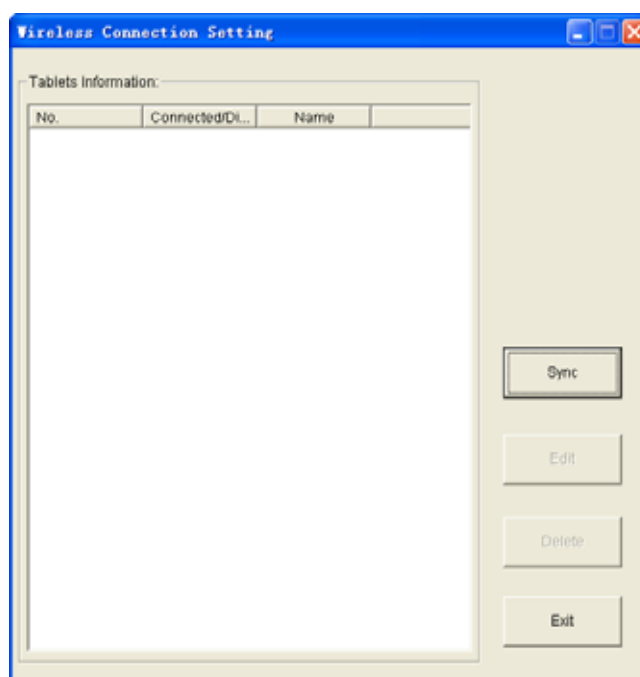 Wireless Connection Setting
Tablets Information:
No. Connected/Di... Name
Sync
Edit
Delete
Exit